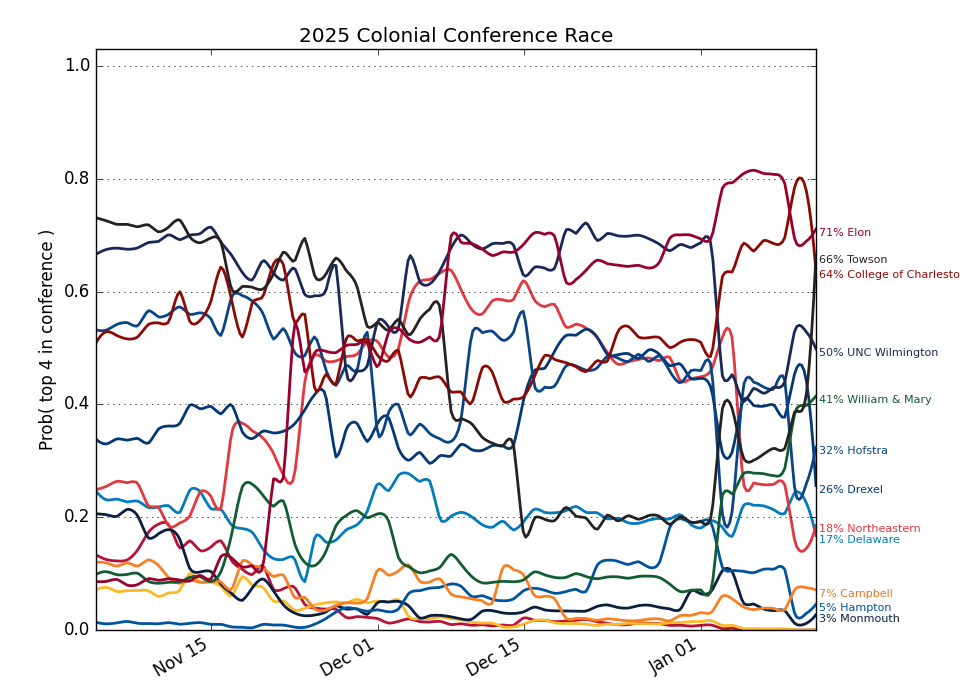 2025 Colonial Conference Race
Prob( top 4 in conference )
1.0
0.8
0.6
0.4
0.2
0.0
Nov 15
Dec 01
Dec 15
Jan 01
71% Elon
66% Towson
64% College of Charlesto
50% UNC Wilmington
41% William & Mary
32% Hofstra
26% Drexel
18% Northeastern
17% Delaware
7% Campbell
5% Hampton
3% Monmouth